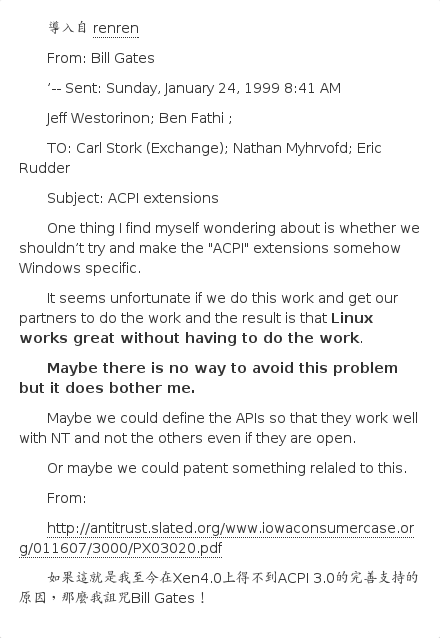 導入自 renren
From: Bill Gates
’-- Sent: Sunday, January 24, 1999 8:41 AM
Jeff Westorinon; Ben Fathi ;
TO: Carl Stork (Exchange); Nathan Myhrvofd; Eric
Rudder
Subject: ACPI extensions
One thing I find myself wondering about is whether we
shouldn’t try and make the "ACPI" extensions somehow
Windows specific.
It seems unfortunate if we do this work and get our
partners to do the work and the result is that Linux
works great without having to do the work.
Maybe there is no way to avoid this problem
but it does bother me.
Maybe we could define the APIs so that they work well
with NT and not the others even if they are open.
Or maybe we could patent something relaled to this.
From:
http://antitrust.slated.org/www.iowaconsumercase.or
g/011607/3000/PX03020.pdf
如果這就是我至今在Xen4.0上得不到ACPI 3.0的完善支持的
原因，那麼我詛咒Bill Gates！